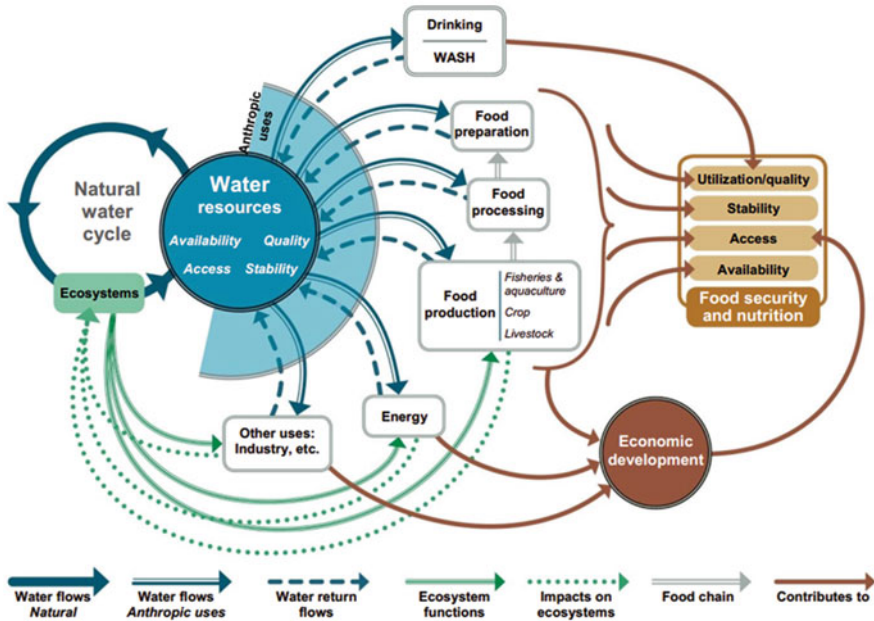 Drinking
WASH
Anthropic
uses
Food
preparation
Natural
water
cycle
Water
resources
Availability Quality
Access Stability
Food
processing
Utilization/quality
Stability
Access
Availability
Food security
and nutrition
Ecosystems
Food
production
Fisheries &
aquaculture
Crop
Livestock
Energy
Other uses:
Industry, etc.
Economic
development
Water flows
Natural
Water flows
Anthropic uses
Water return
flows
Ecosystem
functions
Impacts on
ecosystems
Food chain
Contributes to